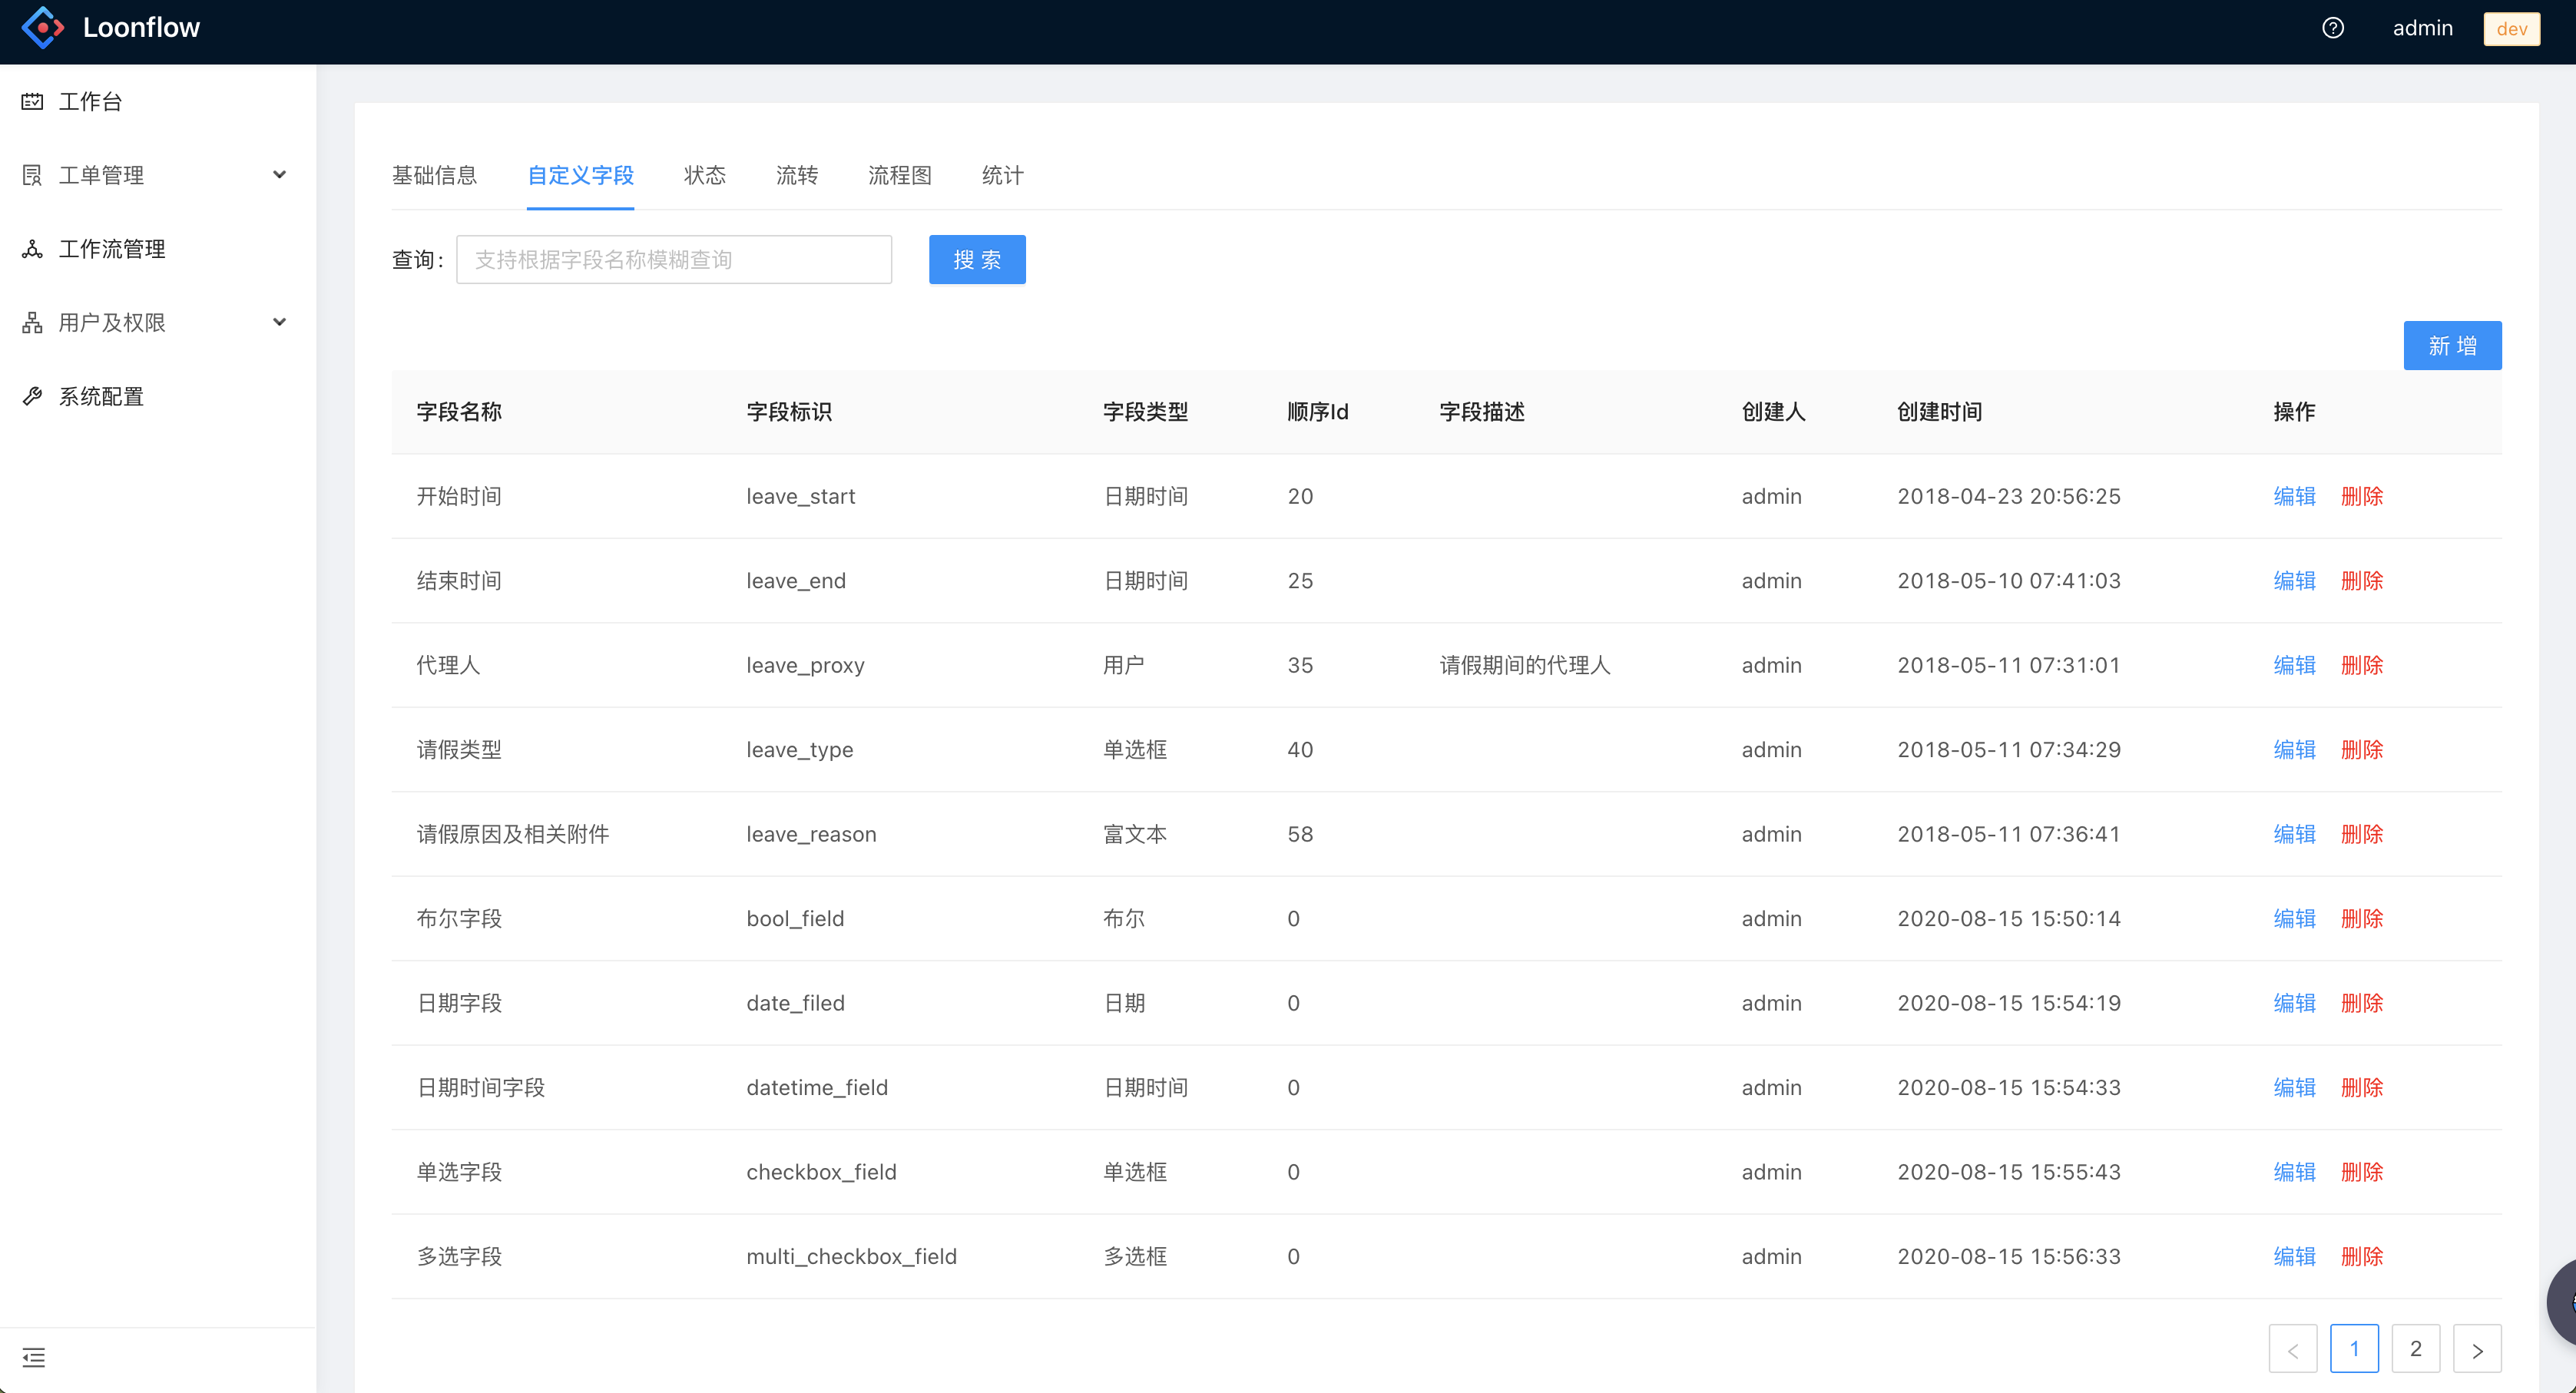 Loonflow
admin dev
工作台
工单管理
工作流管理
用户及权限
系统配置
基础信息 自定义字段 状态 流转 流程图 统计
查询: 支持根据字段名称模糊查询 搜 索
新 增
字段名称 字段标识 字段类型 顺序Id 字段描述 创建人 创建时间 操作
开始时间 leave_start 日期时间 20 admin 2018-04-23 20:56:25 编辑 删除
结束时间 leave_end 日期时间 25 admin 2018-05-10 07:41:03 编辑 删除
代理人 leave_proxy 用户 35 请假期间的代理人 admin 2018-05-11 07:31:01 编辑 删除
请假类型 leave_type 单选框 40 admin 2018-05-11 07:34:29 编辑 删除
请假原因及相关附件 leave_reason 富文本 58 admin 2018-05-11 07:36:41 编辑 删除
布尔字段 bool_field 布尔 0 admin 2020-08-15 15:50:14 编辑 删除
日期字段 date_filed 日期 0 admin 2020-08-15 15:54:19 编辑 删除
日期时间字段 datetime_field 日期时间 0 admin 2020-08-15 15:54:33 编辑 删除
单选字段 checkbox_field 单选框 0 admin 2020-08-15 15:55:43 编辑 删除
多选字段 multi_checkbox_field 多选框 0 admin 2020-08-15 15:56:33 编辑 删除
< 1 2 >